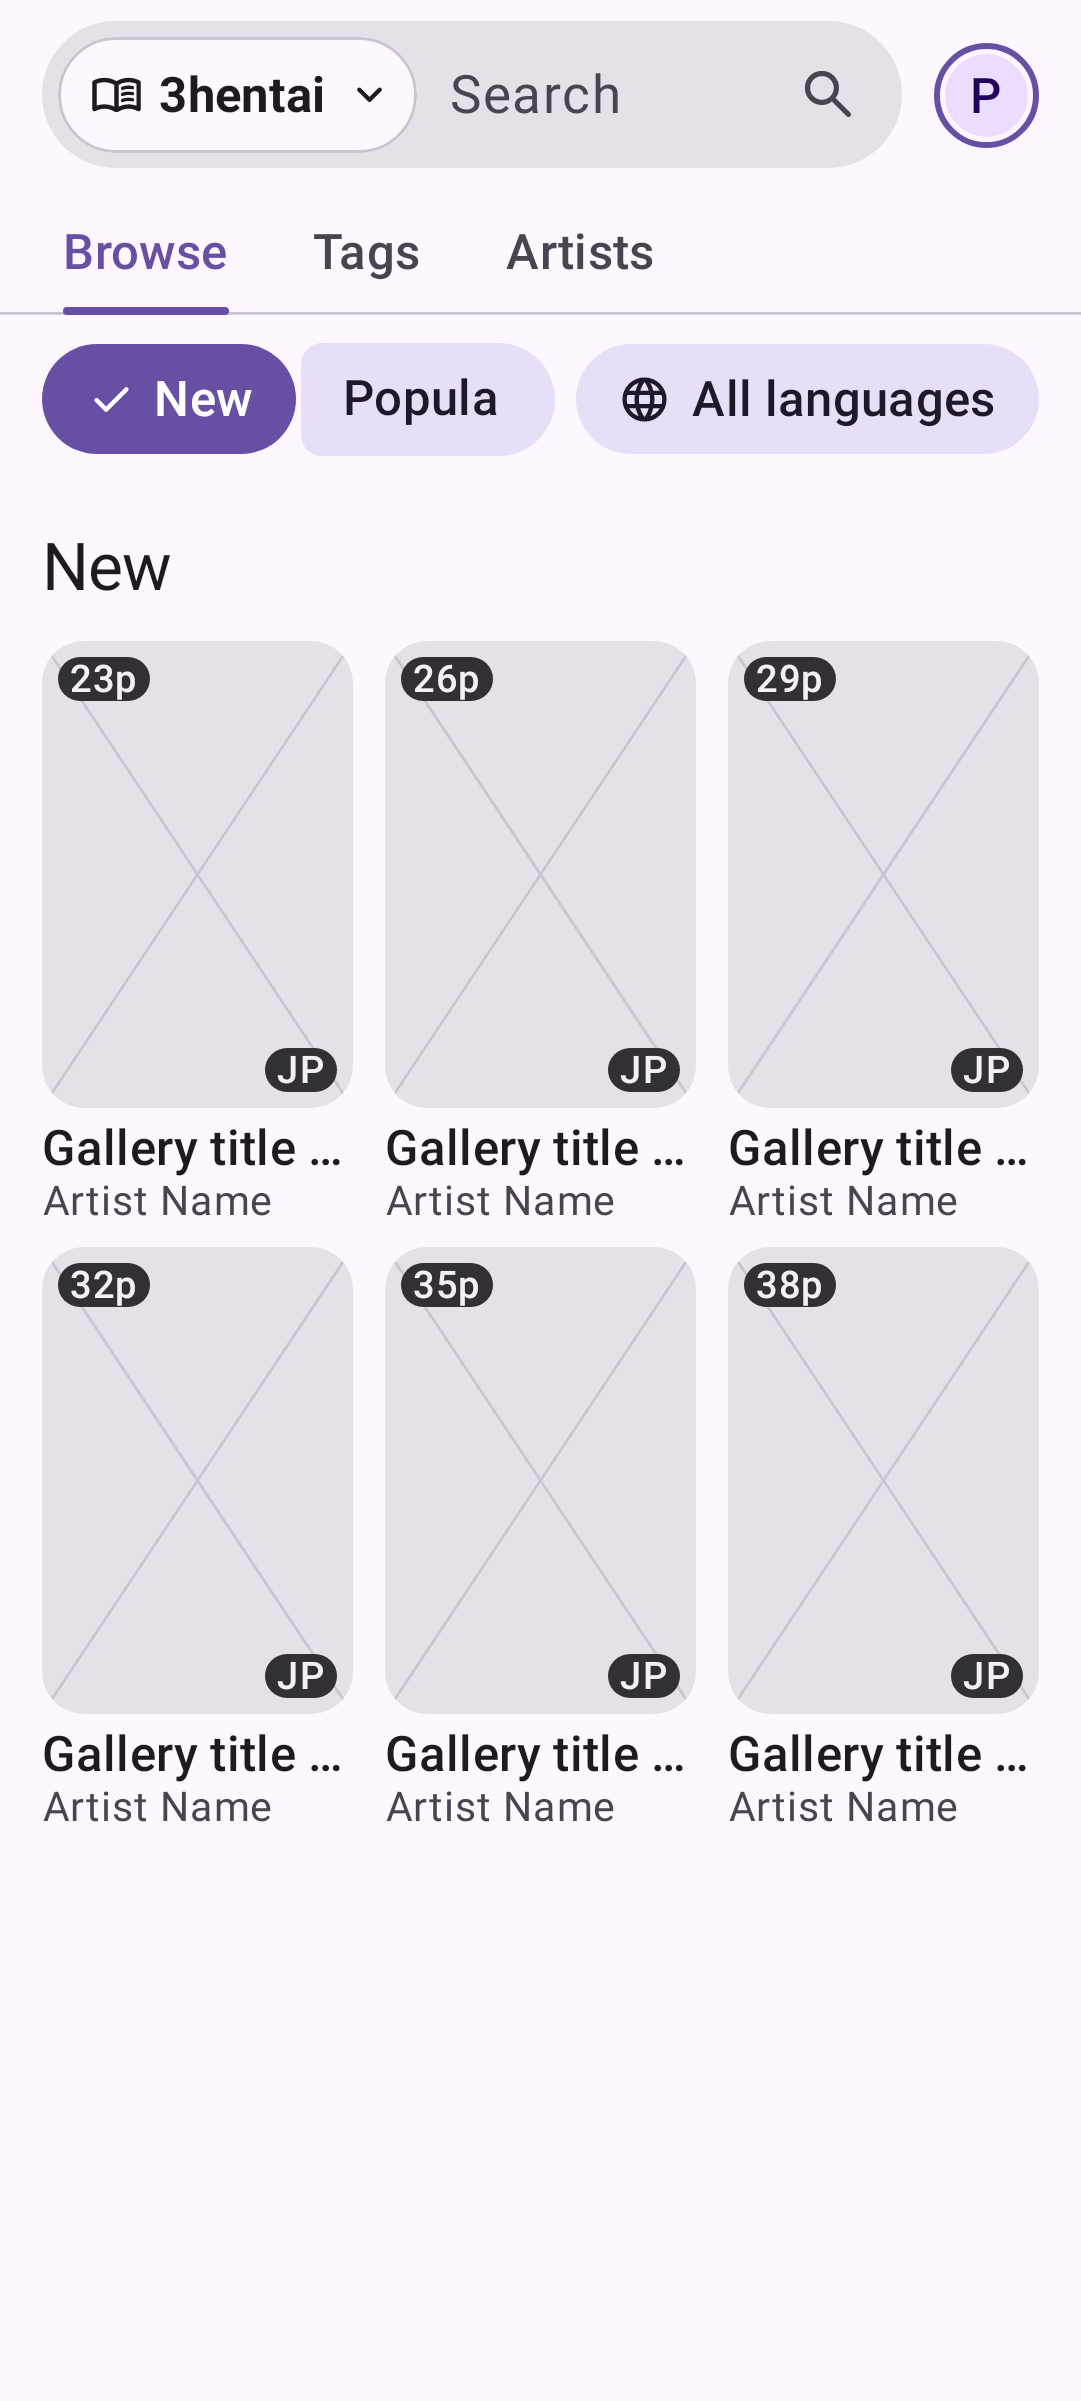 3hentai
Search
P
Browse Tags Artists
New Popula All languages
New
23p 26p 29p
JP JP JP
Gallery title ... Gallery title ... Gallery title ...
Artist Name Artist Name Artist Name
32p 35p 38p
JP JP JP
Gallery title ... Gallery title ... Gallery title ...
Artist Name Artist Name Artist Name